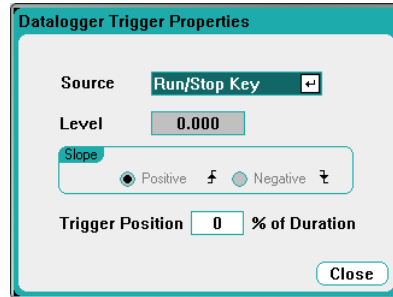 Datalogger Trigger Properties
Source Run/Stop Key
Level 0.000
Slope
Positive Negative
Trigger Position 0 % of Duration
Close